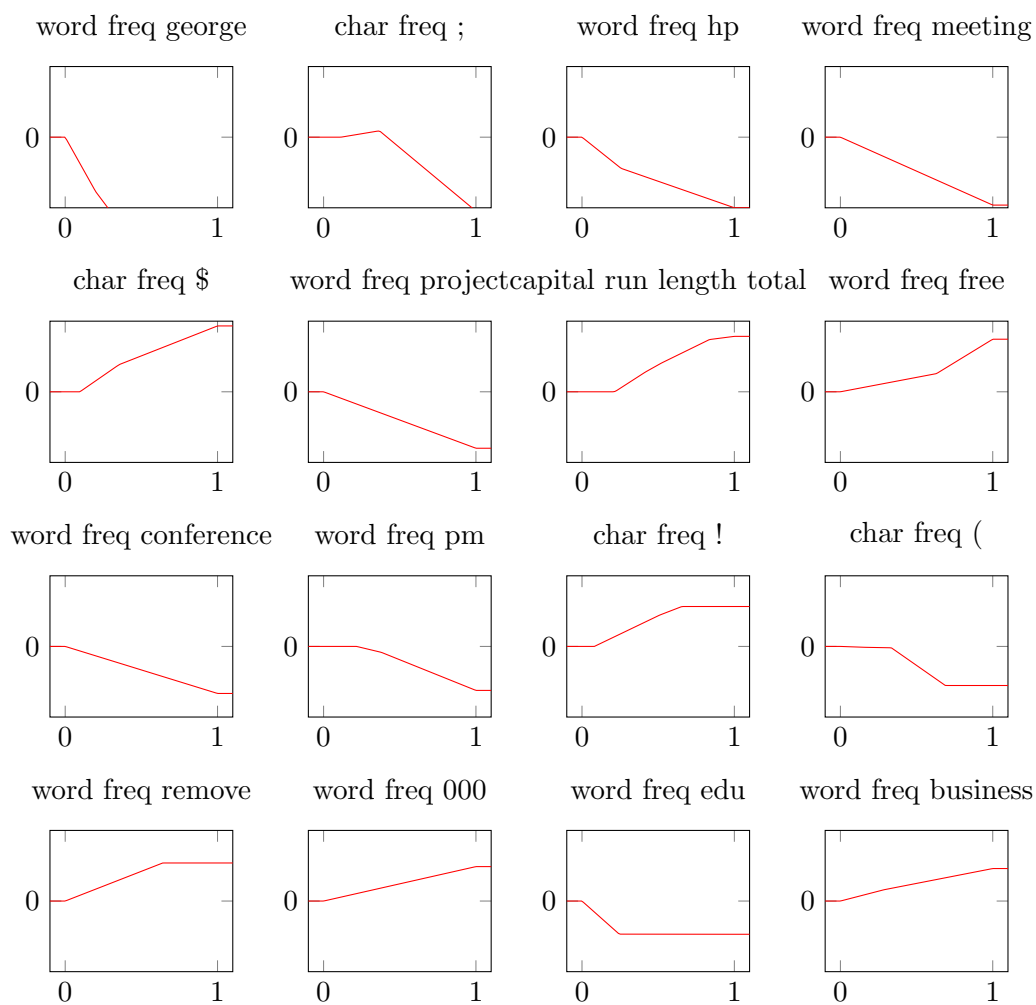 word freq george char freq ; word freq hp word freq meeting
0 0 0 0
0 1 0 1 0 1 0 1
char freq $ word freq projectcapital run length total word freq free
0 0 0 0
0 1 0 1 0 1 0 1
word freq conference word freq pm char freq ! char freq (
0 0 0 0
0 1 0 1 0 1 0 1
word freq remove word freq 000 word freq edu word freq business
0 0 0 0
0 1 0 1 0 1 0 1